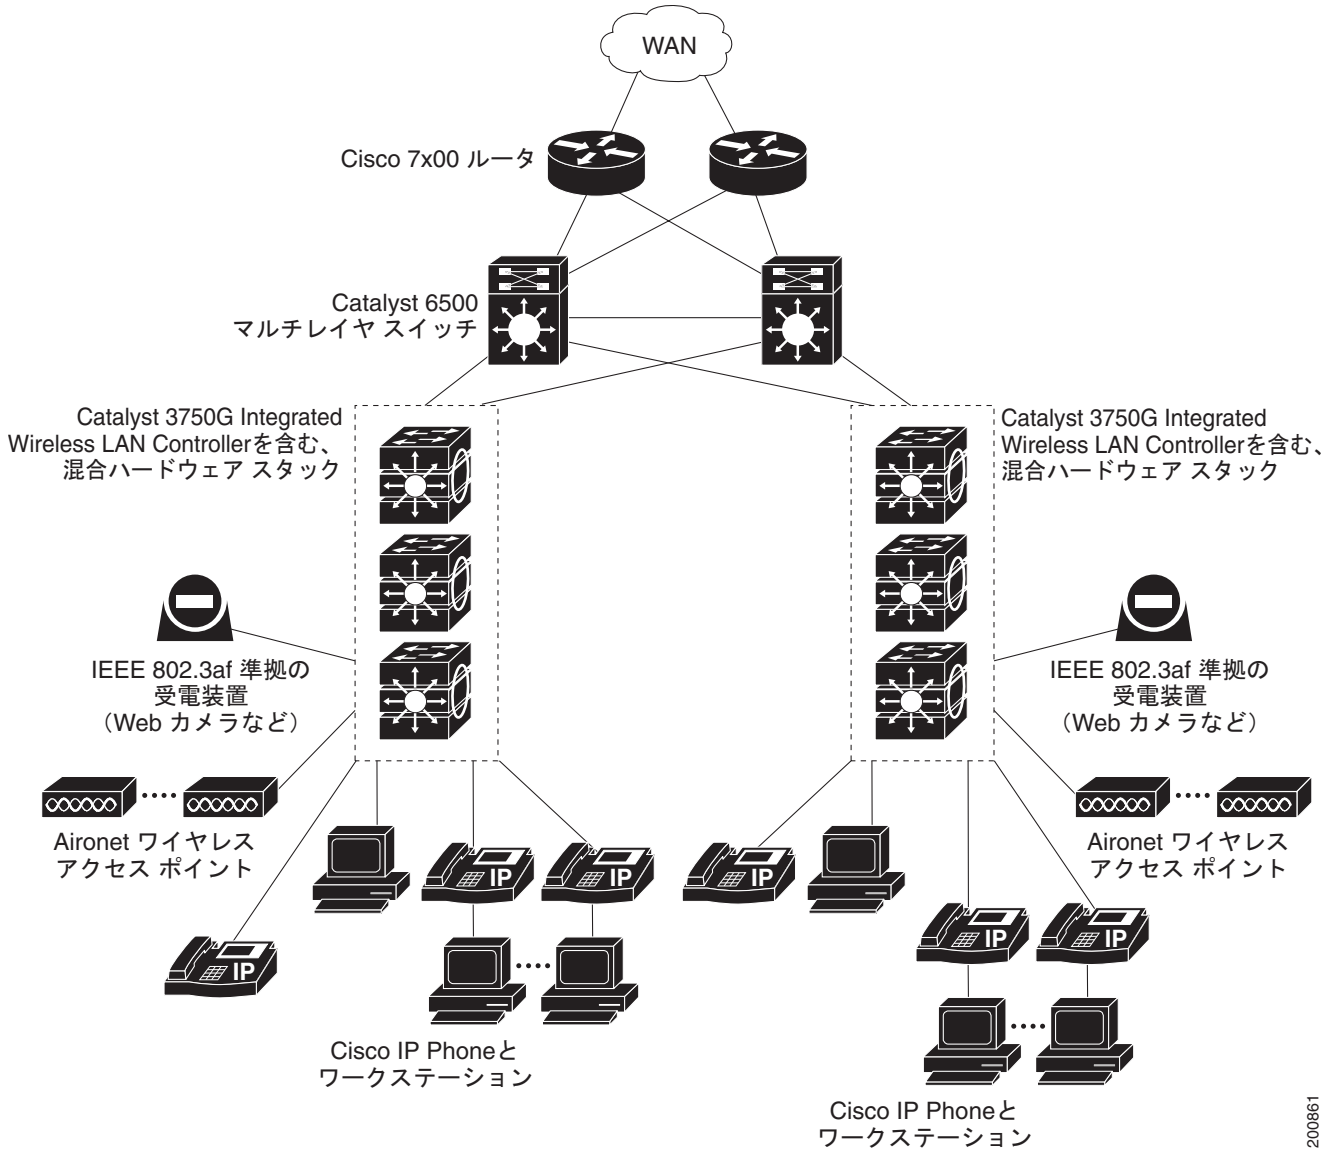 WAN
Cisco 7x00 ルータ
Catalyst 6500
マルチレイヤ スイッチ
Catalyst 3750G Integrated
Wireless LAN Controllerを含む、
混合ハードウェア スタック
Catalyst 3750G Integrated
Wireless LAN Controllerを含む、
混合ハードウェア スタック
IEEE 802.3af 準拠の
受電装置
（Web カメラなど）
IEEE 802.3af 準拠の
受電装置
（Web カメラなど）
Aironet ワイヤレス
アクセス ポイント
Aironet ワイヤレス
アクセス ポイント
IP
IP
IP
IP
IP
IP
Cisco IP Phoneと
ワークステーション
Cisco IP Phoneと
ワークステーション
200861